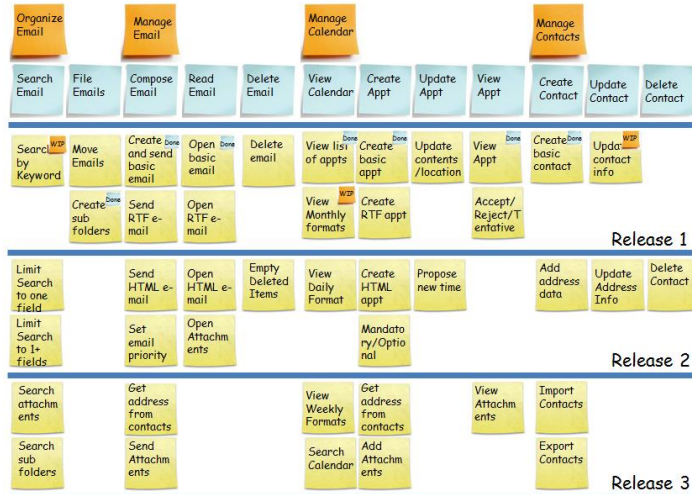 Organize
Email
Manage
Email
Manage
Calendar
Manage
Contacts
Search
Email
File
Emails
Compose
Email
Read
Email
Delete
Email
View
Calendar
Create
Appt
Update
Appt
View
Appt
Create
Contact
Update
Contact
Delete
Contact
WIP
by
Keyword
Move
Emails
Create
and send
basic
email
Done
Open
basic
email
Done
Delete
email
View list
of appts
Done
Create
basic
appt
Done
Update
contents
/location
View
Appt
Done
Create
basic
contact
Done
WIP
contact
info
Create
sub
folders
Done
Send
RTF e-
mail
Open
RTF e-
mail
View
Monthly
formats
WIP
Create
RTF appt
Accept/
Reject/T
entative
Release 1
Limit
Search
to one
field
Send
HTML e-
mail
Open
HTML e-
mail
Empty
Deleted
Items
View
Daily
Format
Create
HTML
appt
Propose
new time
Add
address
data
Update
Address
Info
Delete
Contact
Limit
Search
to 1+
fields
Set
email
priority
Open
Attachm
ents
Mandato
ry/Optio
nal
Release 2
Search
attachm
ents
Get
address
from
contacts
View
Weekly
Formats
Get
address
from
contacts
View
Attachm
ents
Import
Contacts
Search
sub
folders
Send
Attachm
ents
Search
Calendar
Add
Attachm
ents
Export
Contacts
Release 3